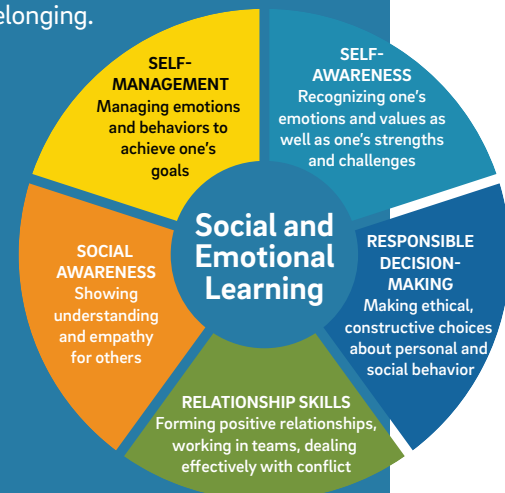 elonging.
SELF-
MANAGEMENT
Managing emotions
and behaviors to
achieve one's
goals
SELF-
AWARENESS
Recognizing one's
emotions and values as
well as one's strengths
and challenges
Social and
Emotional
Learning
SOCIAL
AWARENESS
Showing
understanding
and empathy
for others
RESPONSIBLE
DECISION-
MAKING
Making ethical,
constructive choices
about personal and
social behavior
RELATIONSHIP SKILLS
Forming positive relationships,
working in teams, dealing
effectively with conflict